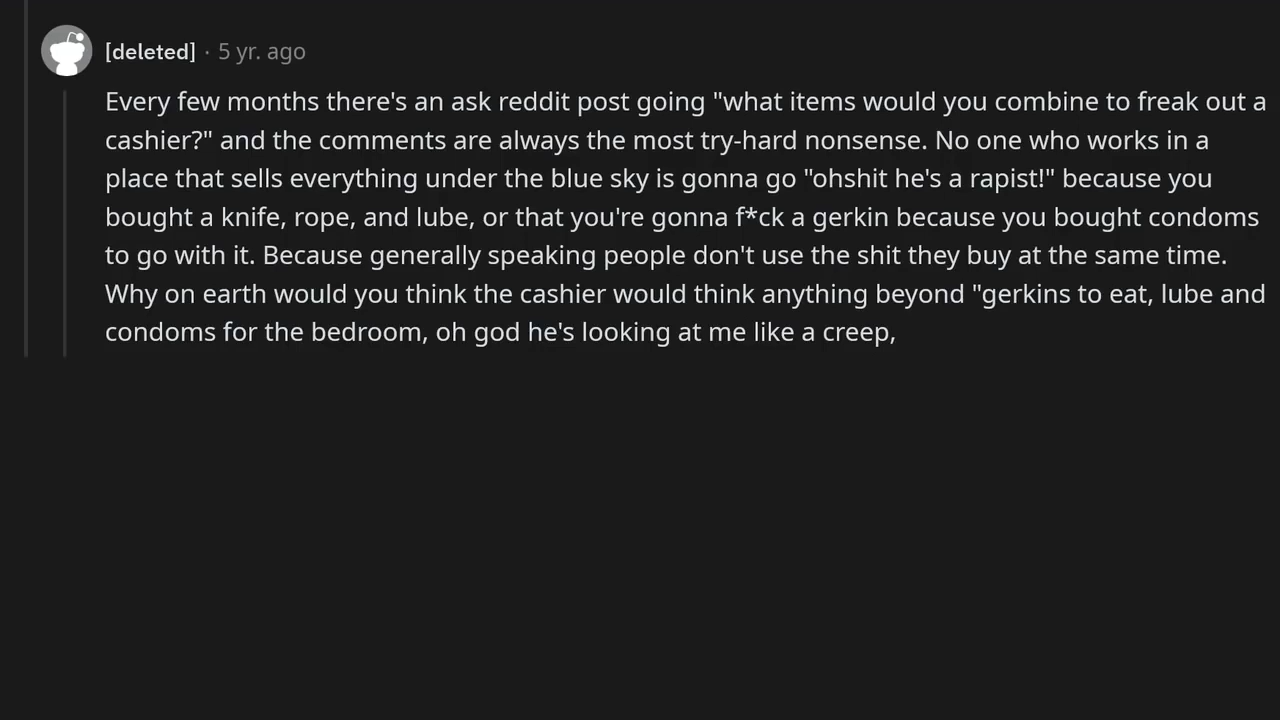 [deleted] · 5 yr. ago
Every few months there's an ask reddit post going "what items would you combine to freak out a
cashier?" and the comments are always the most try-hard nonsense. No one who works in a
place that sells everything under the blue sky is gonna go "ohshit he's a rapist!" because you
bought a knife, rope, and lube, or that you're gonna f*ck a gerkin because you bought condoms
to go with it. Because generally speaking people don't use the shit they buy at the same time.
Why on earth would you think the cashier would think anything beyond "gerkins to eat, lube and
condoms for the bedroom, oh god he's looking at me like a creep,